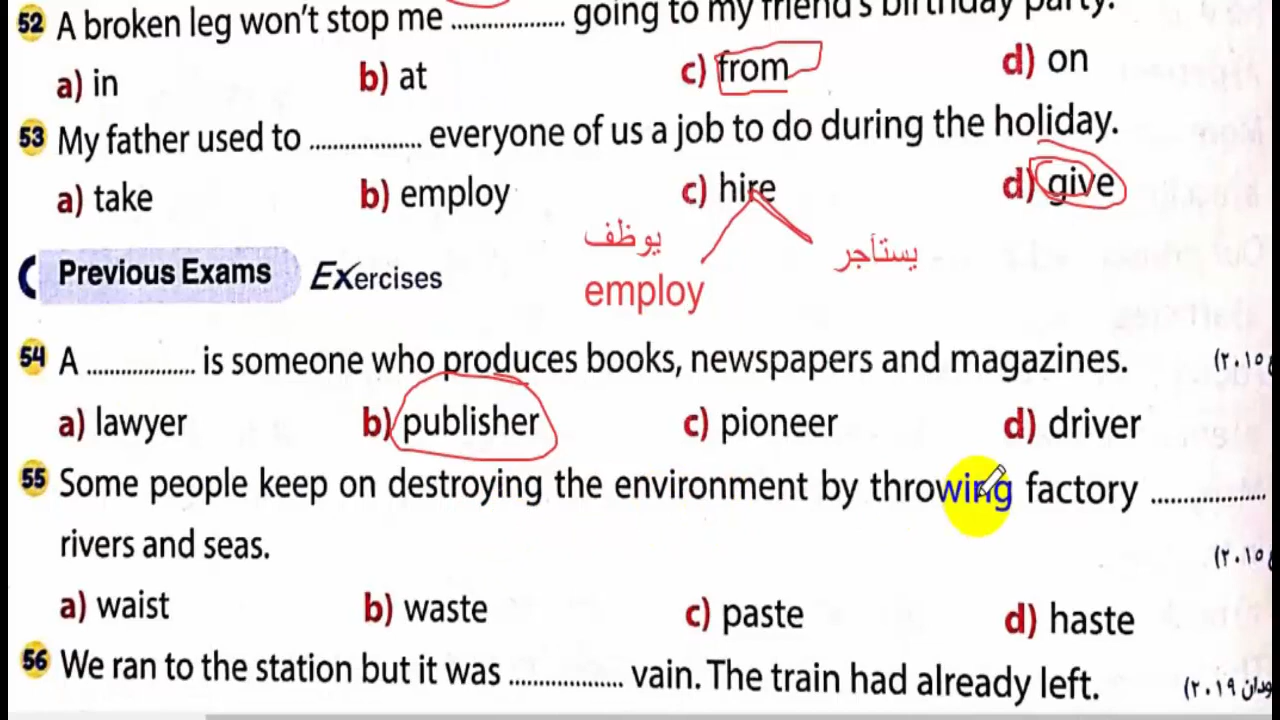 52 A broken leg won't stop me .................. going to my friend's birthday party.
a) in b) at c) from d) on
53 My father used to .................. everyone of us a job to do during the holiday.
a) take b) employ c) hire d) give
يوظف يستأجر
employ
Previous Exams Exercises
54 A .................. is someone who produces books, newspapers and magazines. (٢٠١٥
a) lawyer b) publisher c) pioneer d) driver
55 Some people keep on destroying the environment by throwing factory ..................
rivers and seas. (٢٠١٥
a) waist b) waste c) paste d) haste
56 We ran to the station but it was .................. vain. The train had already left. (٢٠١٩